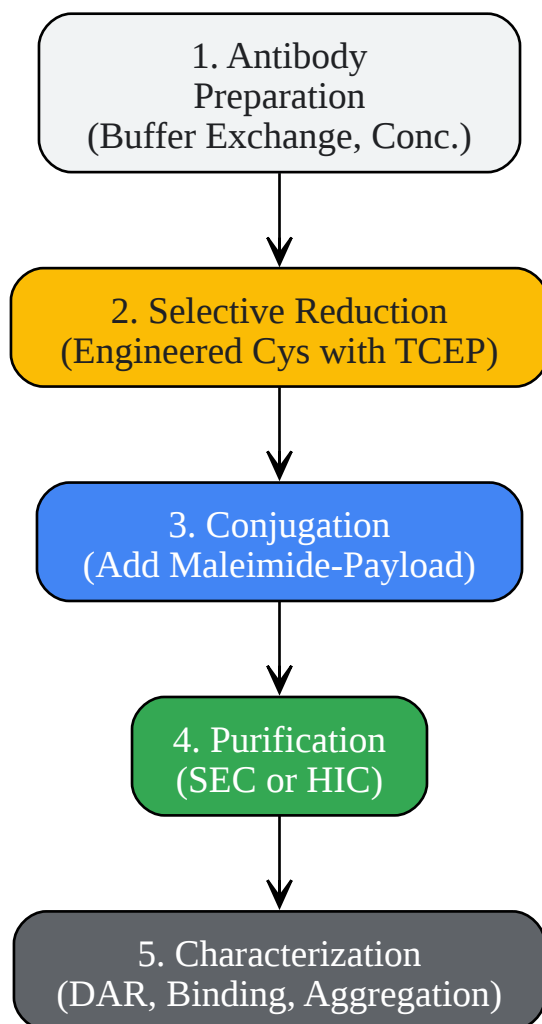 1. Antibody
Preparation
(Buffer Exchange, Conc.)
2. Selective Reduction
(Engineered Cys with TCEP)
3. Conjugation
(Add Maleimide-Payload)
4. Purification
(SEC or HIC)
5. Characterization
(DAR, Binding, Aggregation)